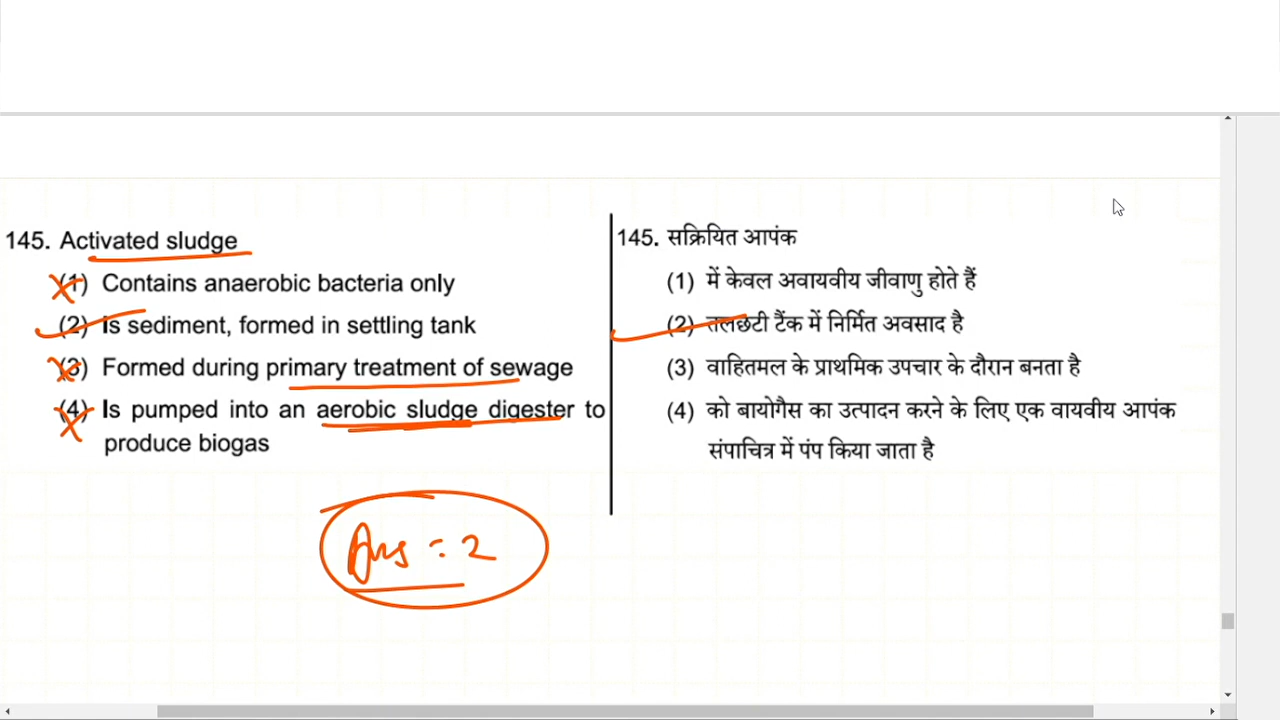 145. Activated sludge
(1) Contains anaerobic bacteria only
(2) Is sediment, formed in settling tank
(3) Formed during primary treatment of sewage
(4) Is pumped into an aerobic sludge digester to
produce biogas
Ans = 2
145. सक्रियित आपंक
(1) में केवल अवायवीय जीवाणु होते हैं
(2) तलछटी टैंक में निर्मित अवसाद है
(3) वाहितमल के प्राथमिक उपचार के दौरान बनता है
(4) को बायोगैस का उत्पादन करने के लिए एक वायवीय आपंक
संपाचित्र में पंप किया जाता है